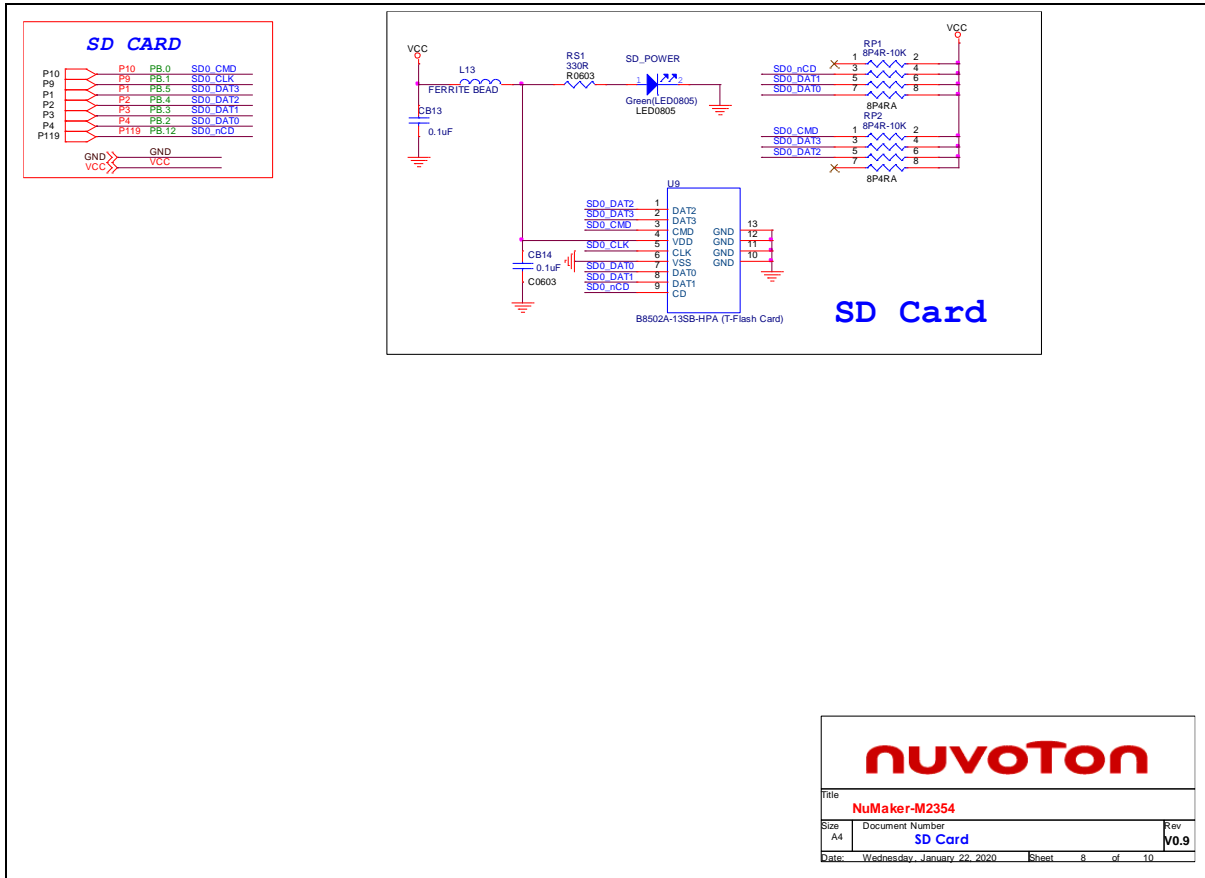 SD CARD
P10 P10 PB.0 SD0_CMD
P9 P9 PB.1 SD0_CLK
P1 P1 PB.5 SD0_DAT3
P2 P2 PB.4 SD0_DAT2
P3 P3 PB.3 SD0_DAT1
P4 P4 PB.2 SD0_DAT0
P119 P119 PB.12 SD0_nCD
GND GND
VCC VCC
VCC
L13
FERRITE BEAD
CB13
0.1uF
RS1
330R
R0603
SD_POWER
1 2
Green(LED0805)
LED0805
VCC
RP1
8P4R-10K
1 2
SD0_nCD 3 4
SD0_DAT1 5 6
SD0_DAT0 7 8
8P4RA
RP2
8P4R-10K
SD0_CMD 1 2
SD0_DAT3 3 4
SD0_DAT2 5 6
7 8
8P4RA
U9
SD0_DAT2 1 DAT2
SD0_DAT3 2 DAT3
SD0_CMD 3 CMD GND 13
4 VDD GND 12
SD0_CLK 5 CLK GND 11
6 VSS GND 10
SD0_DAT0 7 DAT0
SD0_DAT1 8 DAT1
SD0_nCD 9 CD
CB14
0.1uF
C0603
B8502A-13SB-HPA (T-Flash Card)
SD Card
nuvoTon
Title
NuMaker-M2354
Size Document Number Rev
A4 SD Card V0.9
Date: Wednesday, January 22, 2020 Sheet 8 of 10